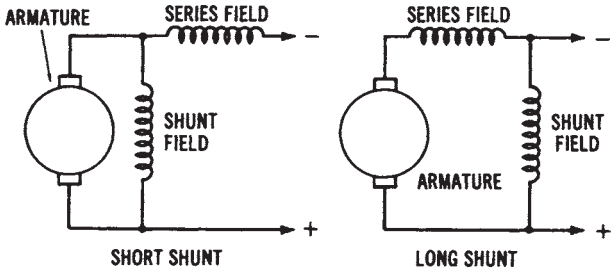 ARMATURE
SERIES FIELD
−
SHUNT
FIELD
+
SHORT SHUNT
SERIES FIELD
−
SHUNT
FIELD
ARMATURE
+
LONG SHUNT